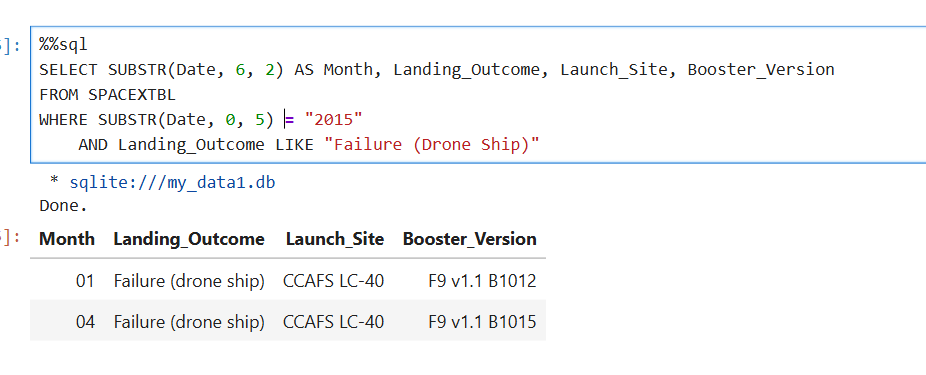 ]: %%sql
SELECT SUBSTR(Date, 6, 2) AS Month, Landing_Outcome, Launch_Site, Booster_Version
FROM SPACEXTBL
WHERE SUBSTR(Date, 0, 5) = "2015"
AND Landing_Outcome LIKE "Failure (Drone Ship)"
* sqlite:///my_data1.db
Done.
]: Month Landing_Outcome Launch_Site Booster_Version
01 Failure (drone ship) CCAFS LC-40 F9 v1.1 B1012
04 Failure (drone ship) CCAFS LC-40 F9 v1.1 B1015